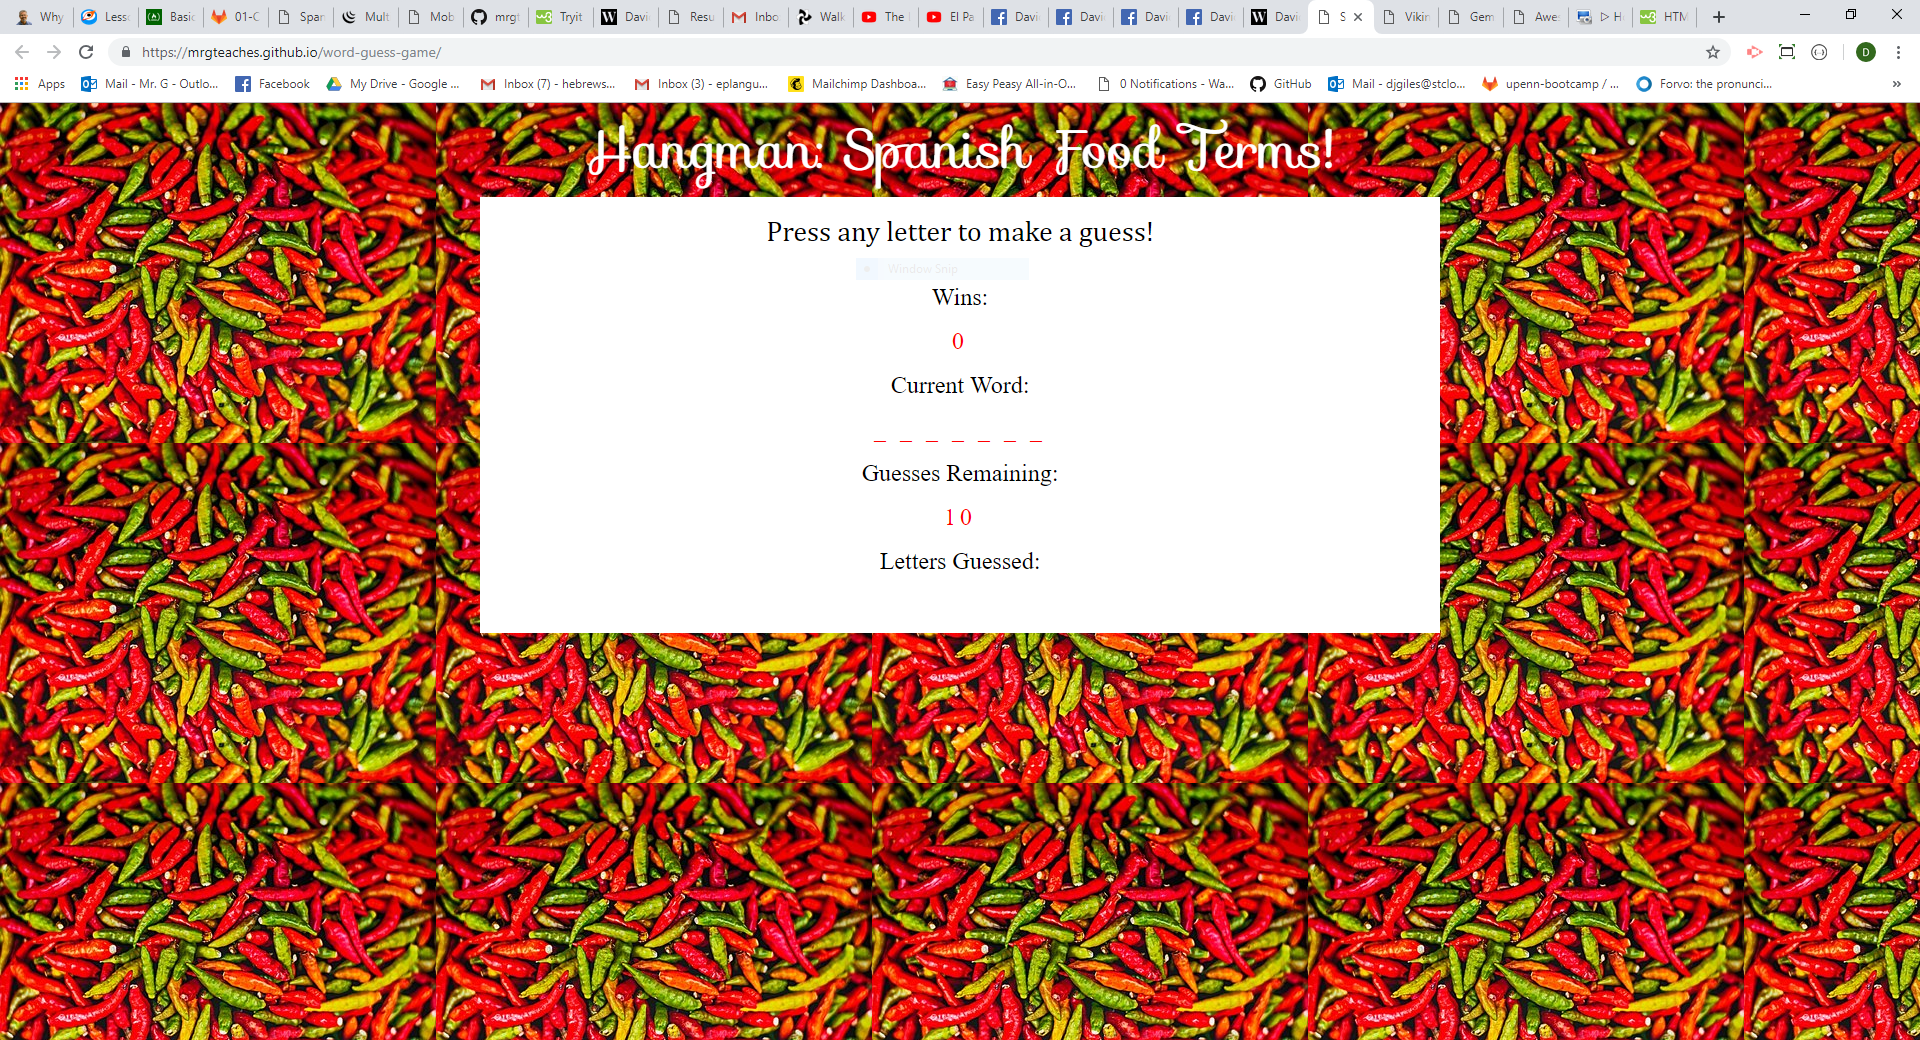 Why
Less
Basic
01-C
Span
Mult
Mob
mrgt
Tryit
Davi
Resu
Inbo
Walk
The
El Pa
Davi
Davi
Davi
Davi
Davi
S
Vikin
Gem
Awes
HTM
https://mrgteaches.github.io/word-guess-game/
D
Apps
Mail - Mr. G - Outlo...
Facebook
My Drive - Google ...
Inbox (7) - hebrews...
Inbox (3) - eplangu...
Mailchimp Dashboa...
Easy Peasy All-in-O...
0 Notifications - Wa...
GitHub
Mail - djgiles@stclo...
upenn-bootcamp / ...
Forvo: the pronunci...
»
Hangman: Spanish Food Terms!
Press any letter to make a guess!
Window Snip
Wins:
0
Current Word:
_ _ _ _ _ _ _
Guesses Remaining:
10
Letters Guessed: